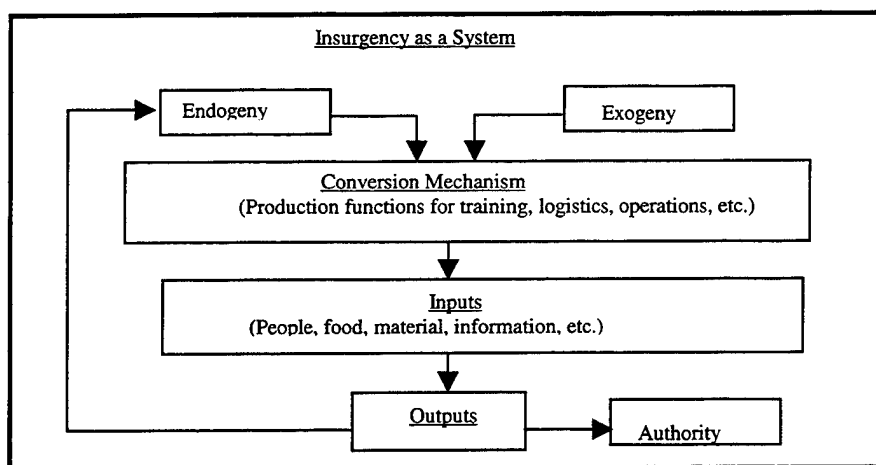 Insurgency as a System
Endogeny
Exogeny
Conversion Mechanism
(Production functions for training, logistics, operations, etc.)
Inputs
(People, food, material, information, etc.)
Outputs
Authority